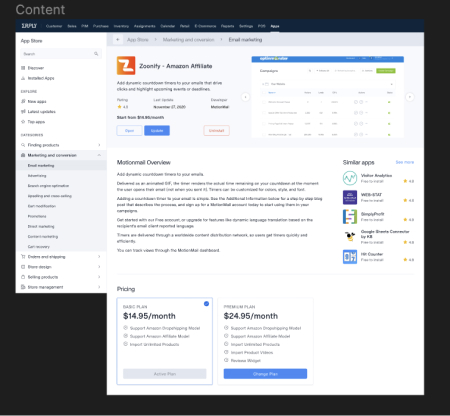 Content
ERPLY Customers Sales PIM Purchase Inventory Assignments Calendar Retail E-Commerce Reports Settings POS Apps
App Store
App Store > Marketing and coversion > Email marketing
Search
Discover
Installed Apps
EXPLORE
New apps
Latest updates
Top apps
CATEGORIES
Finding products
Marketing and conversion
Email marketing
Advertising
Search engine optimisation
Upselling and cross-selling
Cart modification
Promotions
Direct marketing
Content marketing
Cart recovery
Orders and shipping
Store design
Selling products
Store management
Zoonify - Amazon Affiliate
Add dynamic countdown timers to your emails that drive
clicks and highlight upcoming events or deadlines.
Rating Last Update Developer
4.5 November 27, 2020 MotionMail
Start from $14.95/month
Open
Update
Uninstall
Campaigns
Motionmail Overview
Add dynamic countdown timers to your emails.
Delivered as an animated GIF, the timer renders the actual time remaining on your countdown at the moment
the user opens their email (not when you sent it). Timers can be customized for colors, style, and font.
Adding a countdown timer to your email is simple. See the Additional Information below for a step by step blog
post that describes the process, and sign up for a MotionMail account today to start using them in your
campaigns.
Get started with our free account, or upgrade for features like dynamic language translation based on the
recipient's email client reported language.
Timers are delivered through a worldwide content distribution network, so users get timers quickly and
efficiently.
You can track views through the MotionMail dashboard.
Similar apps See more
Visitor Analytics
Free to install 4.8
WEB-STAT
Free to install 4.8
SimplyProfit
Free to install 4.8
Google Sheets Connector
by KB
Free to install 4.8
Hit Counter
Free to install 4.8
Pricing
BASIC PLAN
$14.95/month
Support Amazon Dropshipping Model
Support Amazon Affiliate Model
Import Unlimited Products
Active Plan
PREMIUM PLAN
$24.95/month
Support Amazon Dropshipping Model
Support Amazon Affiliate Model
Import Unlimited Products
Import Product Videos
Reviews Widget
Change Plan